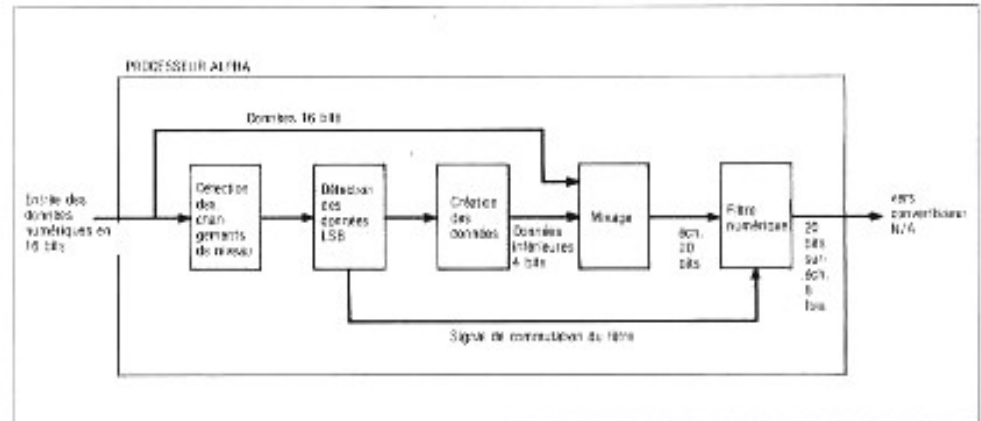 PROCESSEUR ALPHA
Données 16 bits
Entrée des
données
numériques en
16 bits
Détection
des
chan
gements
de niveau
Détection
des
données
LSB
Création
des
données
Données
inférieures
4 bits
Mixage
éch.
20
bits
Filtre
numérique
20
bits
sur-
éch.
8
fois
vers
convertisseur
N/A
Signal de commutation du filtre